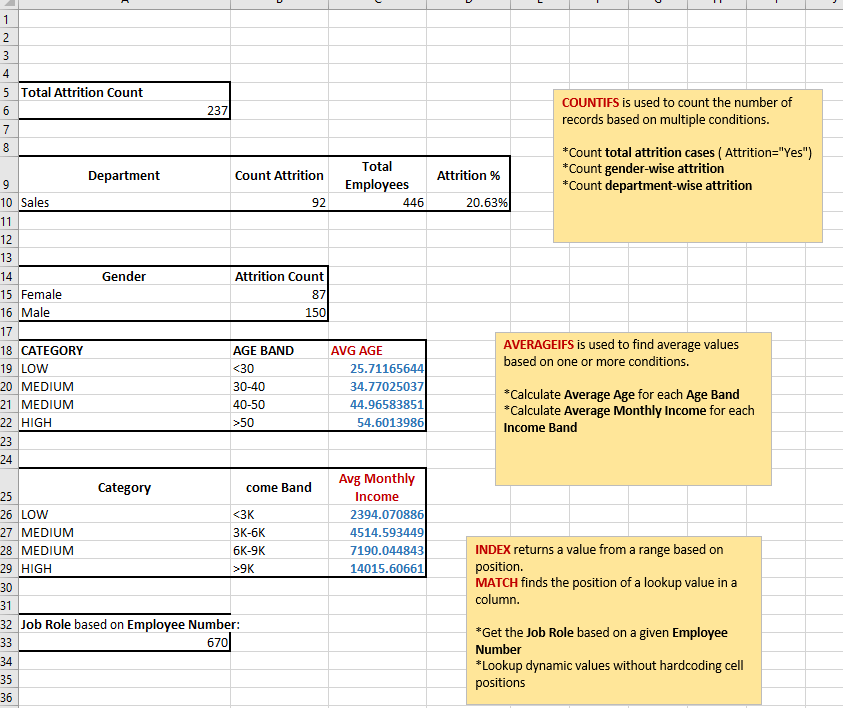 1
2
3
4
5 Total Attrition Count
6 237
7
8
9 Department Count Attrition Total Employees Attrition %
10 Sales 92 446 20.63%
11
12
13
14 Gender Attrition Count
15 Female 87
16 Male 150
17
18 CATEGORY AGE BAND AVG AGE
19 LOW <30 25.71165644
20 MEDIUM 30-40 34.77025037
21 MEDIUM 40-50 44.96583851
22 HIGH >50 54.6013986
23
24
25 Category come Band Avg Monthly Income
26 LOW <3K 2394.070886
27 MEDIUM 3K-6K 4514.593449
28 MEDIUM 6K-9K 7190.044843
29 HIGH >9K 14015.60661
30
31
32 Job Role based on Employee Number:
33 670
34
35
36
COUNTIFS is used to count the number of
records based on multiple conditions.
*Count total attrition cases ( Attrition="Yes")
*Count gender-wise attrition
*Count department-wise attrition
AVERAGEIFS is used to find average values
based on one or more conditions.
*Calculate Average Age for each Age Band
*Calculate Average Monthly Income for each
Income Band
INDEX returns a value from a range based on
position.
MATCH finds the position of a lookup value in a
column.
*Get the Job Role based on a given Employee
Number
*Lookup dynamic values without hardcoding cell
positions